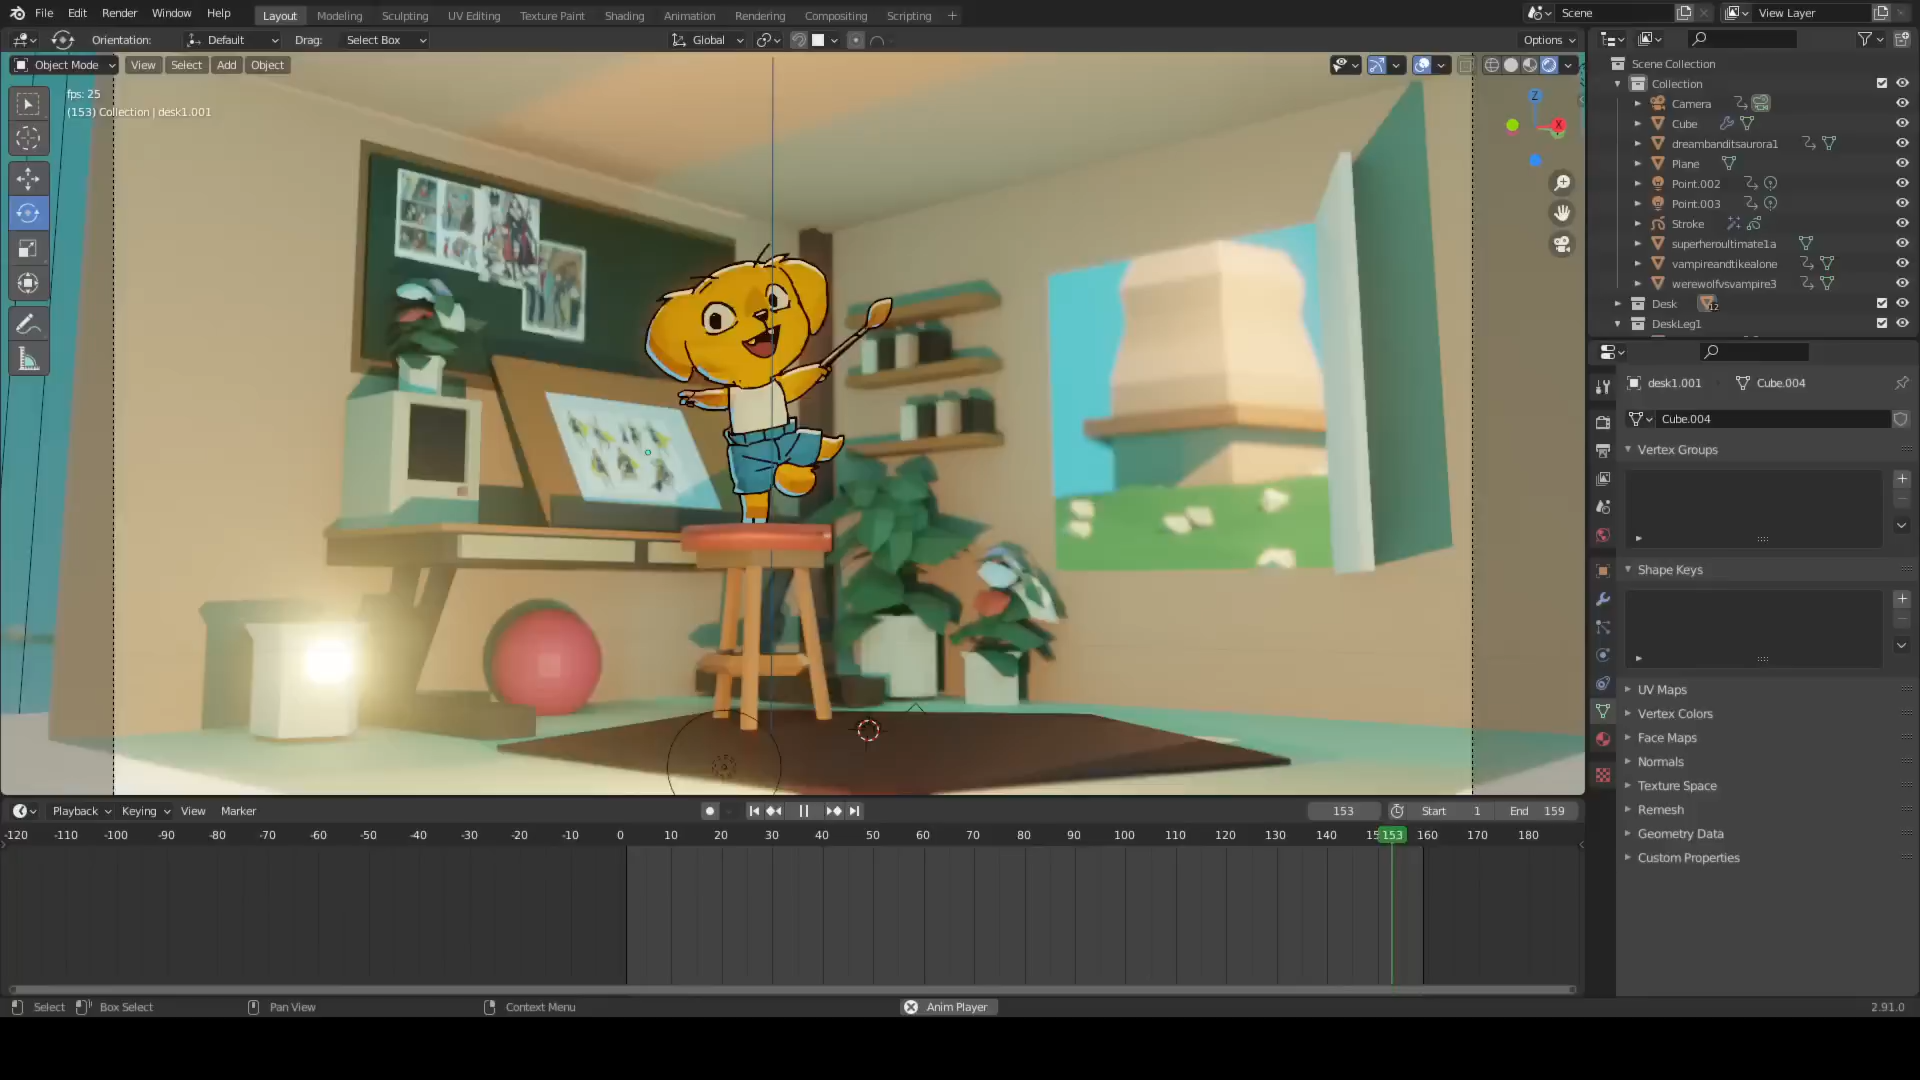 File Edit Render Window Help Layout Modeling Sculpting UV Editing Texture Paint Shading Animation Rendering Compositing Scripting Scene View Layer
Orientation: Default Drag: Select Box Global Options
Object Mode View Select Add Object
fps: 25
(153) Collection | desk1.001
Z
X
Scene Collection
Collection
Camera
Cube
dreambanditsaurora1
Plane
Point.002
Point.003
Stroke
superheroultimate1a
vampireandtikealone
werewolfvsvampire3
Desk 12
DeskLeg1
desk1.001 Cube.004
Cube.004
Vertex Groups
Shape Keys
UV Maps
Vertex Colors
Face Maps
Normals
Texture Space
Remesh
Geometry Data
Custom Properties
Playback Keying View Marker 153 Start 1 End 159
-120 -110 -100 -90 -80 -70 -60 -50 -40 -30 -20 -10 0 10 20 30 40 50 60 70 80 90 100 110 120 130 140 153 160 170 180
Select Box Select Pan View Context Menu Anim Player 2.91.0